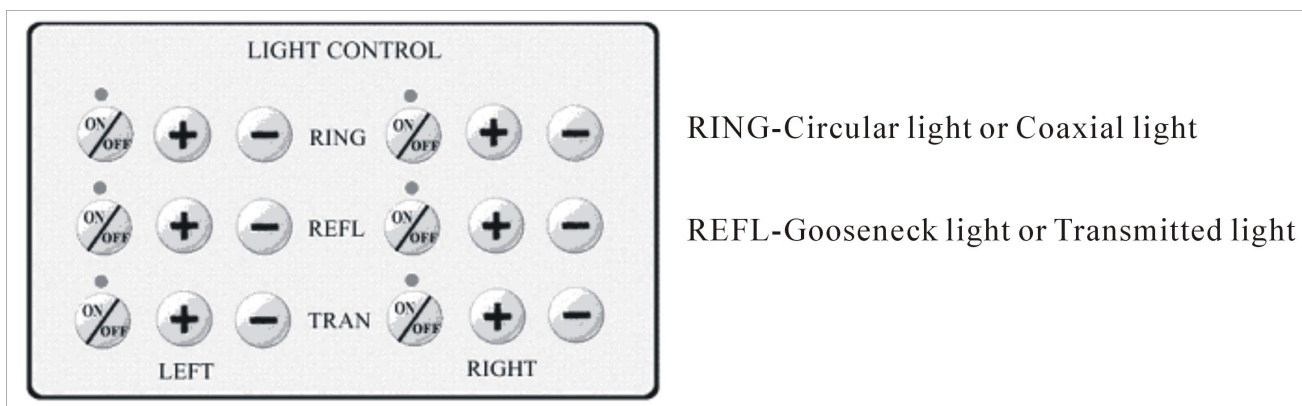 LIGHT CONTROL
ON/OFF + − RING ON/OFF + −
ON/OFF + − REFL ON/OFF + −
ON/OFF + − TRAN ON/OFF + −
LEFT RIGHT
RING-Circular light or Coaxial light
REFL-Gooseneck light or Transmitted light